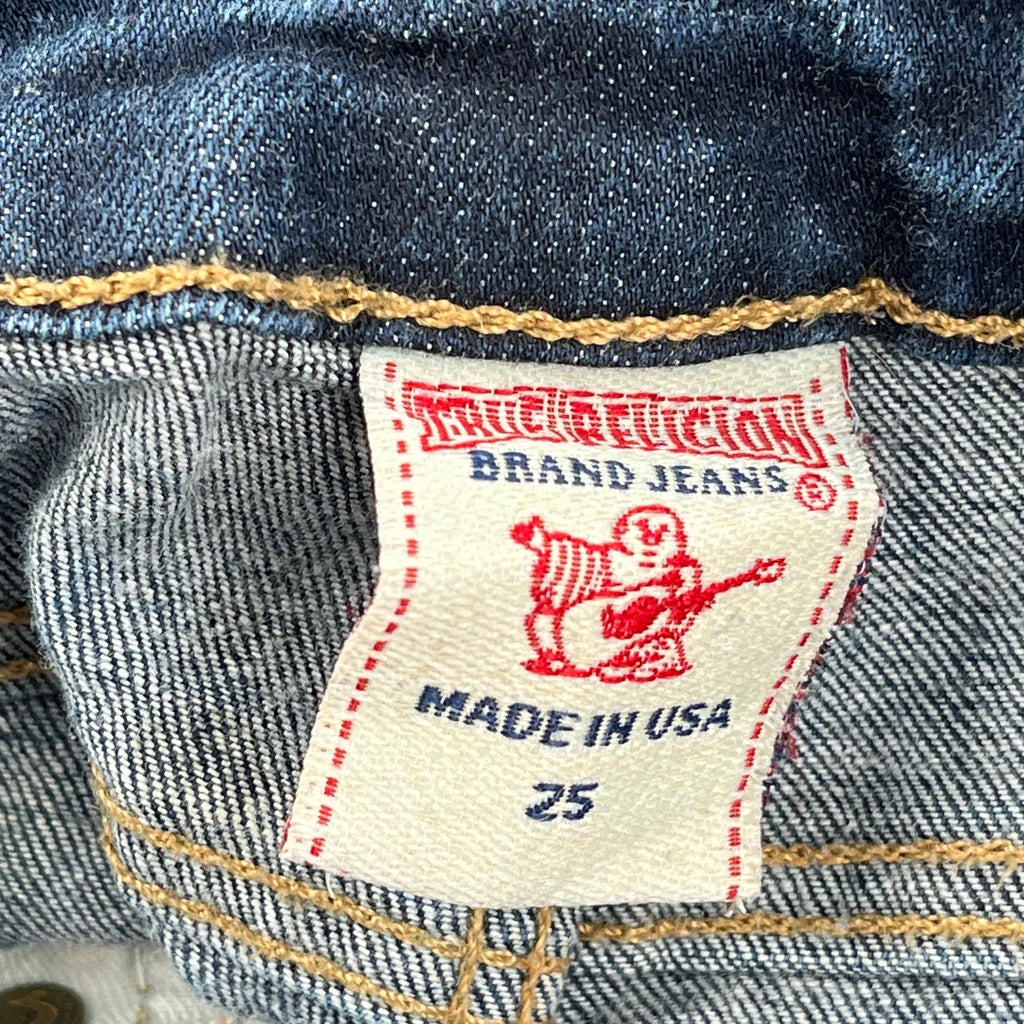 TRUE RELIGION
BRAND JEANS ®
MADE IN USA
25